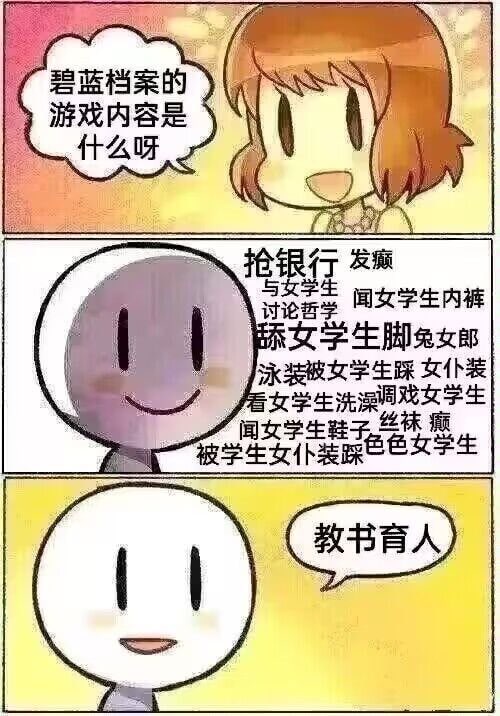 碧蓝档案的
游戏内容是
什么呀
抢银行 发癫
与女学生
讨论哲学
闻女学生内裤
舔女学生脚 兔女郎
泳装 被女学生踩 女仆装
看女学生洗澡 调戏女学生
闻女学生鞋子 丝袜 癫
被学生女仆装踩 色色女学生
教书育人